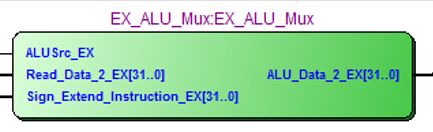 EX_ALU_Mux:EX_ALU_Mux
ALUSrc_EX
Read_Data_2_EX[31..0] ALU_Data_2_EX[31..0]
Sign_Extend_Instruction_EX[31..0]